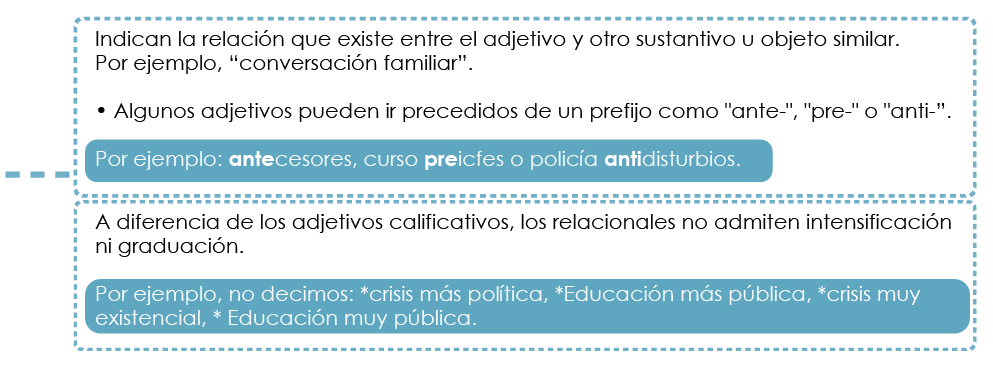 Indican la relación que existe entre el adjetivo y otro sustantivo u objeto similar.
Por ejemplo, “conversación familiar”.
• Algunos adjetivos pueden ir precedidos de un prefijo como "ante-", "pre-" o "anti-”.
Por ejemplo: antecesores, curso preicfes o policía antidisturbios.
A diferencia de los adjetivos calificativos, los relacionales no admiten intensificación
ni graduación.
Por ejemplo, no decimos: *crisis más política, *Educación más pública, *crisis muy
existencial, * Educación muy pública.